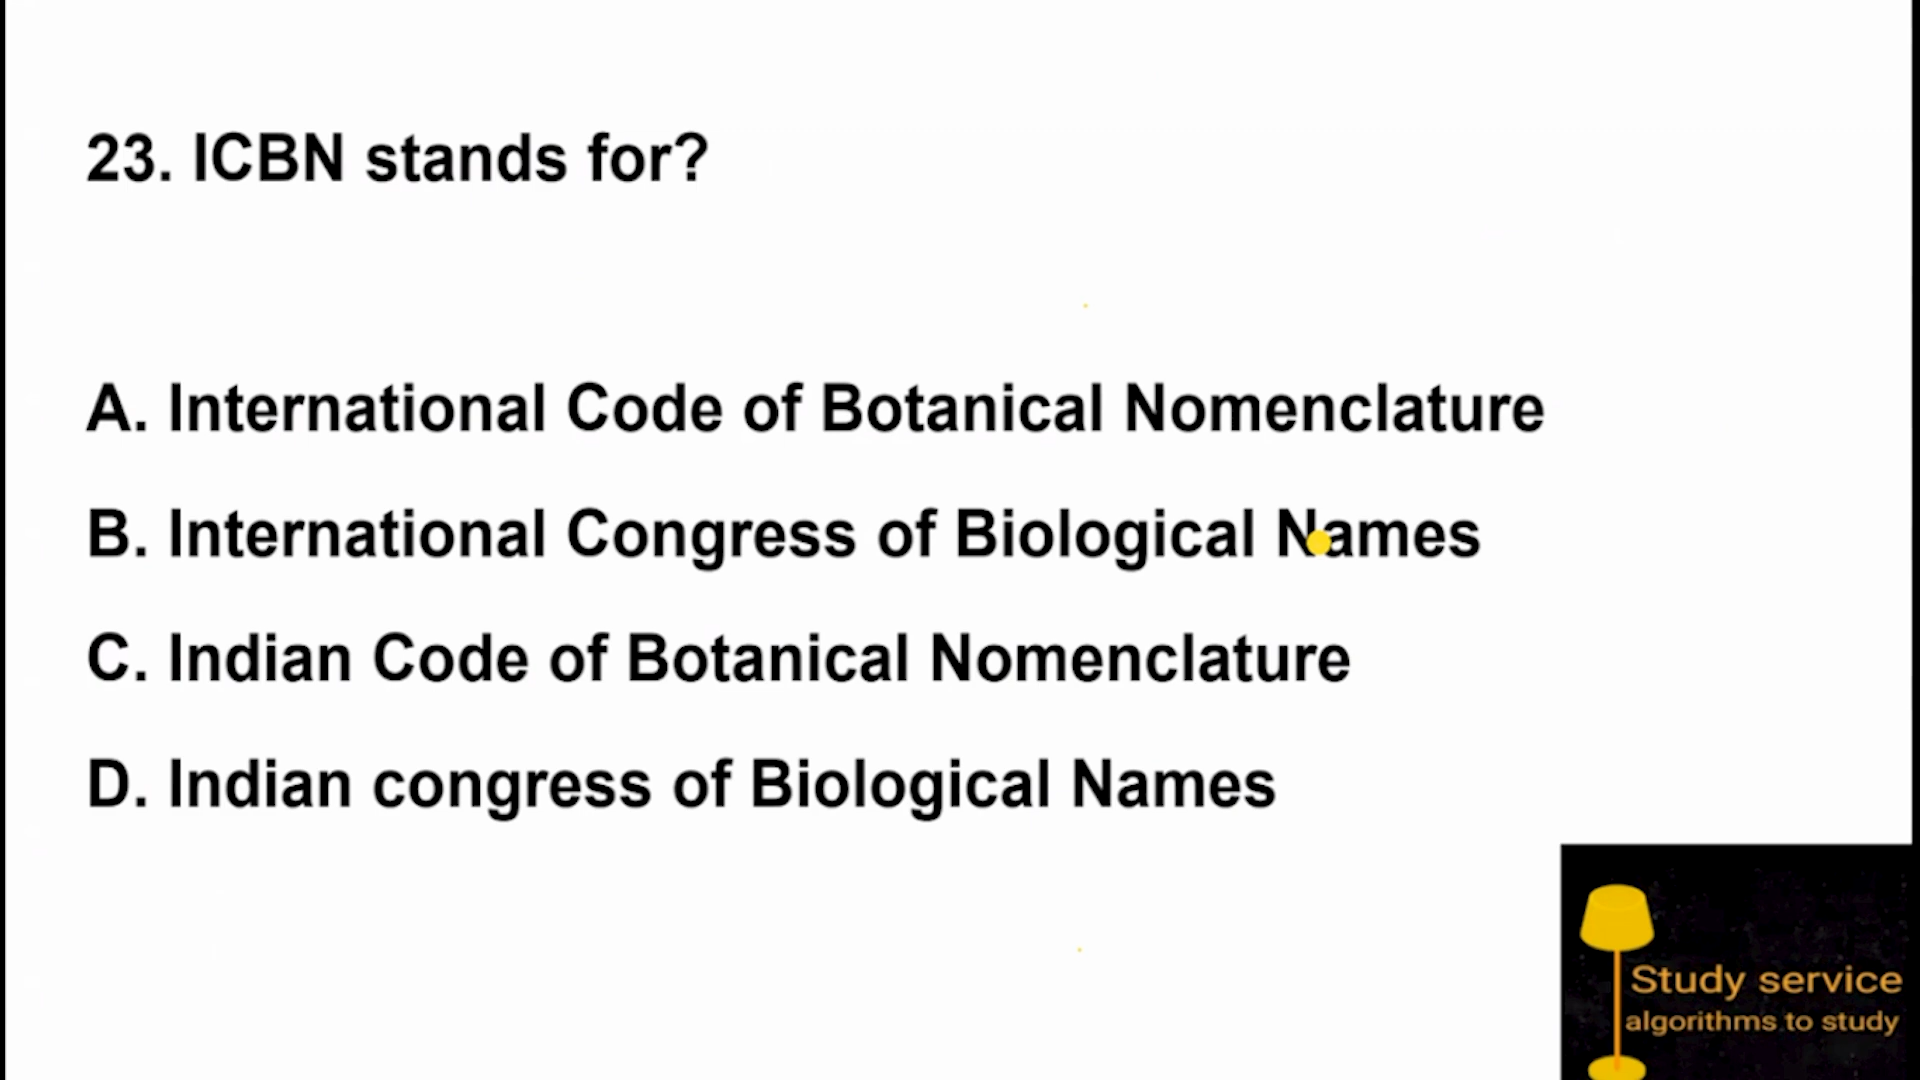 23. ICBN stands for?
A. International Code of Botanical Nomenclature
B. International Congress of Biological Names
C. Indian Code of Botanical Nomenclature
D. Indian congress of Biological Names
Study service
algorithms to study